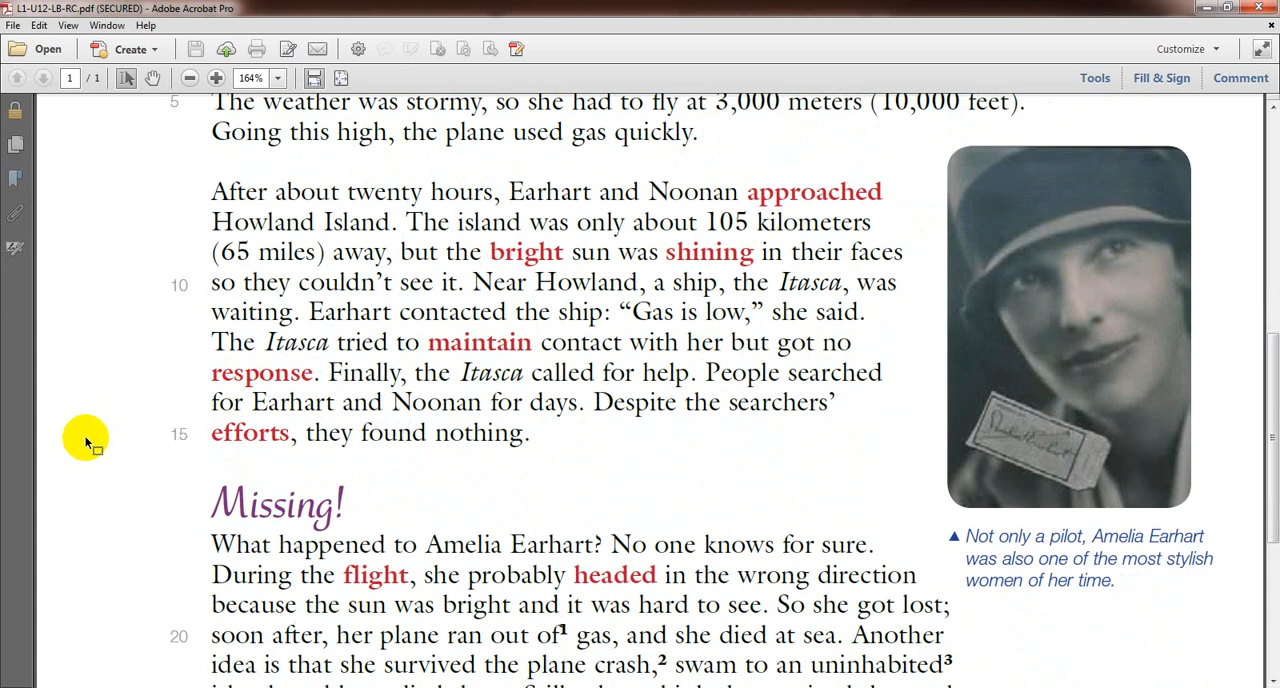 L1-U12-LB-RC.pdf (SECURED) - Adobe Acrobat Pro
File Edit View Window Help
Open Create Customize
1 / 1 164% Tools Fill & Sign Comment
5 The weather was stormy, so she had to fly at 3,000 meters (10,000 feet).
Going this high, the plane used gas quickly.
After about twenty hours, Earhart and Noonan approached
Howland Island. The island was only about 105 kilometers
(65 miles) away, but the bright sun was shining in their faces
10 so they couldn't see it. Near Howland, a ship, the Itasca, was
waiting. Earhart contacted the ship: “Gas is low,” she said.
The Itasca tried to maintain contact with her but got no
response. Finally, the Itasca called for help. People searched
for Earhart and Noonan for days. Despite the searchers’
15 efforts, they found nothing.
Missing!
What happened to Amelia Earhart? No one knows for sure.
During the flight, she probably headed in the wrong direction
because the sun was bright and it was hard to see. So she got lost;
20 soon after, her plane ran out of¹ gas, and she died at sea. Another
idea is that she survived the plane crash,² swam to an uninhabited³
▲ Not only a pilot, Amelia Earhart
was also one of the most stylish
women of her time.